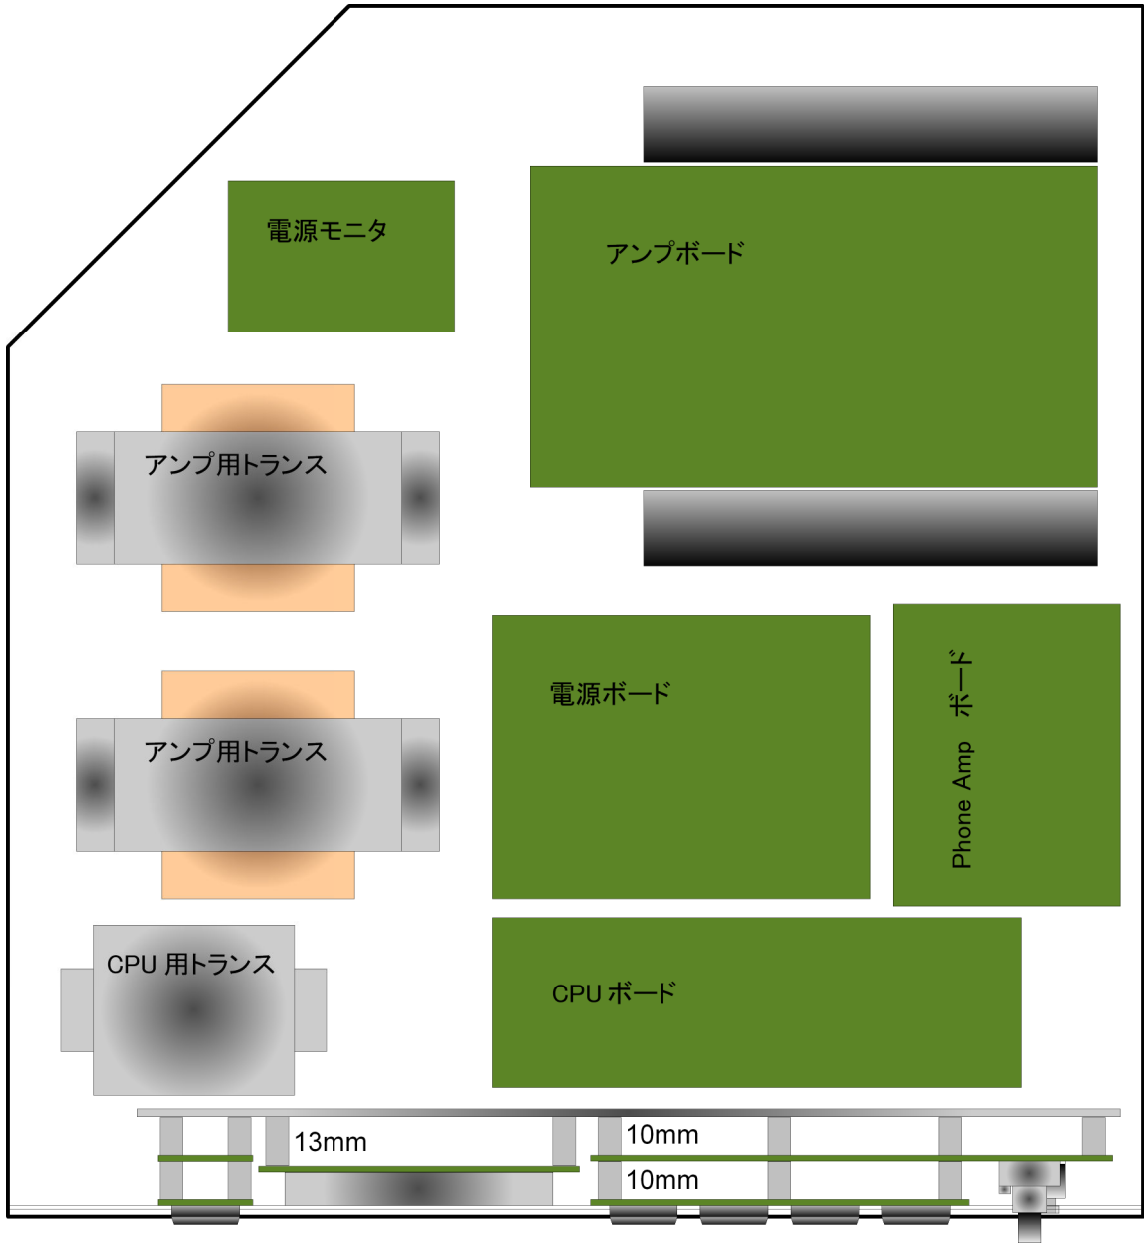 電源モニタ
アンプボード
アンプ用トランス
電源ボード
Phone Amp ボード
アンプ用トランス
CPU 用トランス
CPU ボード
13mm
10mm
10mm